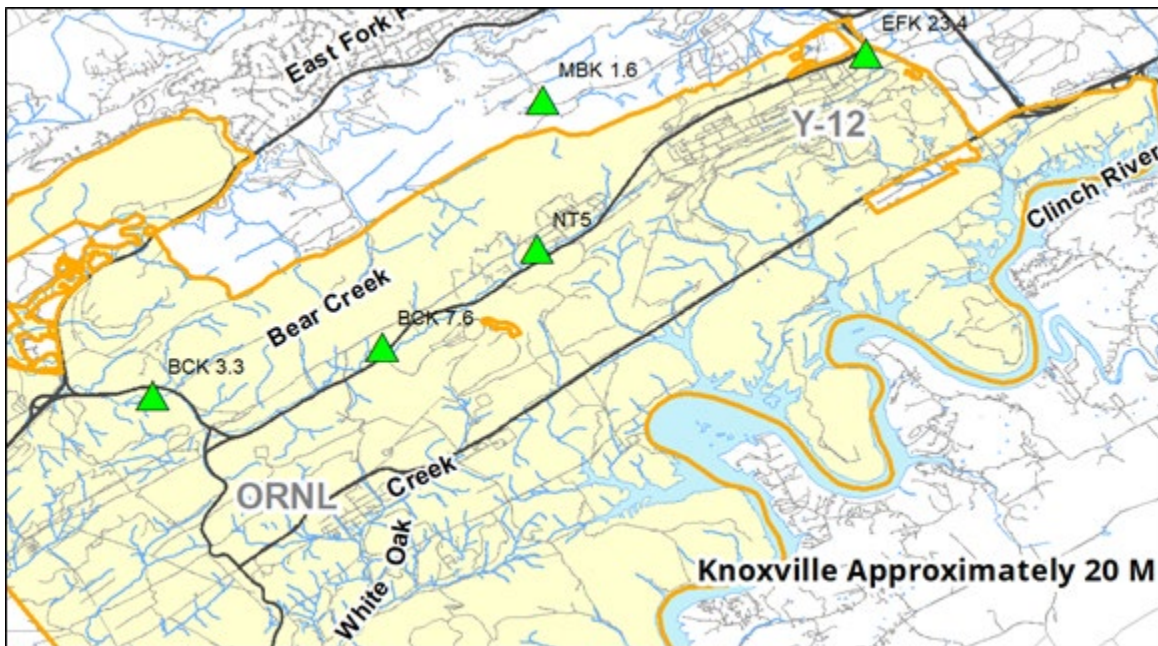 EFK 23.4
East Fork Po
MBK 1.6
Y-12
Clinch River
NT5
Bear Creek
BCK 7.6
BCK 3.3
ORNL
White Oak Creek
Knoxville Approximately 20 M